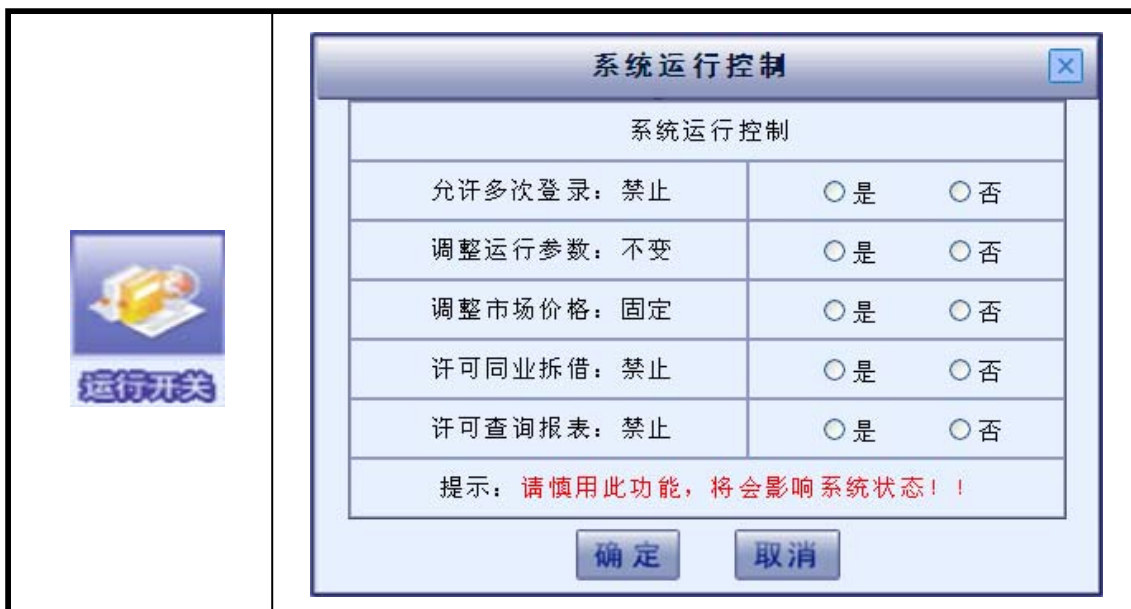 运行开关
系统运行控制
系统运行控制
允许多次登录：禁止 是 否
调整运行参数：不变 是 否
调整市场价格：固定 是 否
许可同业拆借：禁止 是 否
许可查询报表：禁止 是 否
提示：请慎用此功能，将会影响系统状态！！
确定 取消